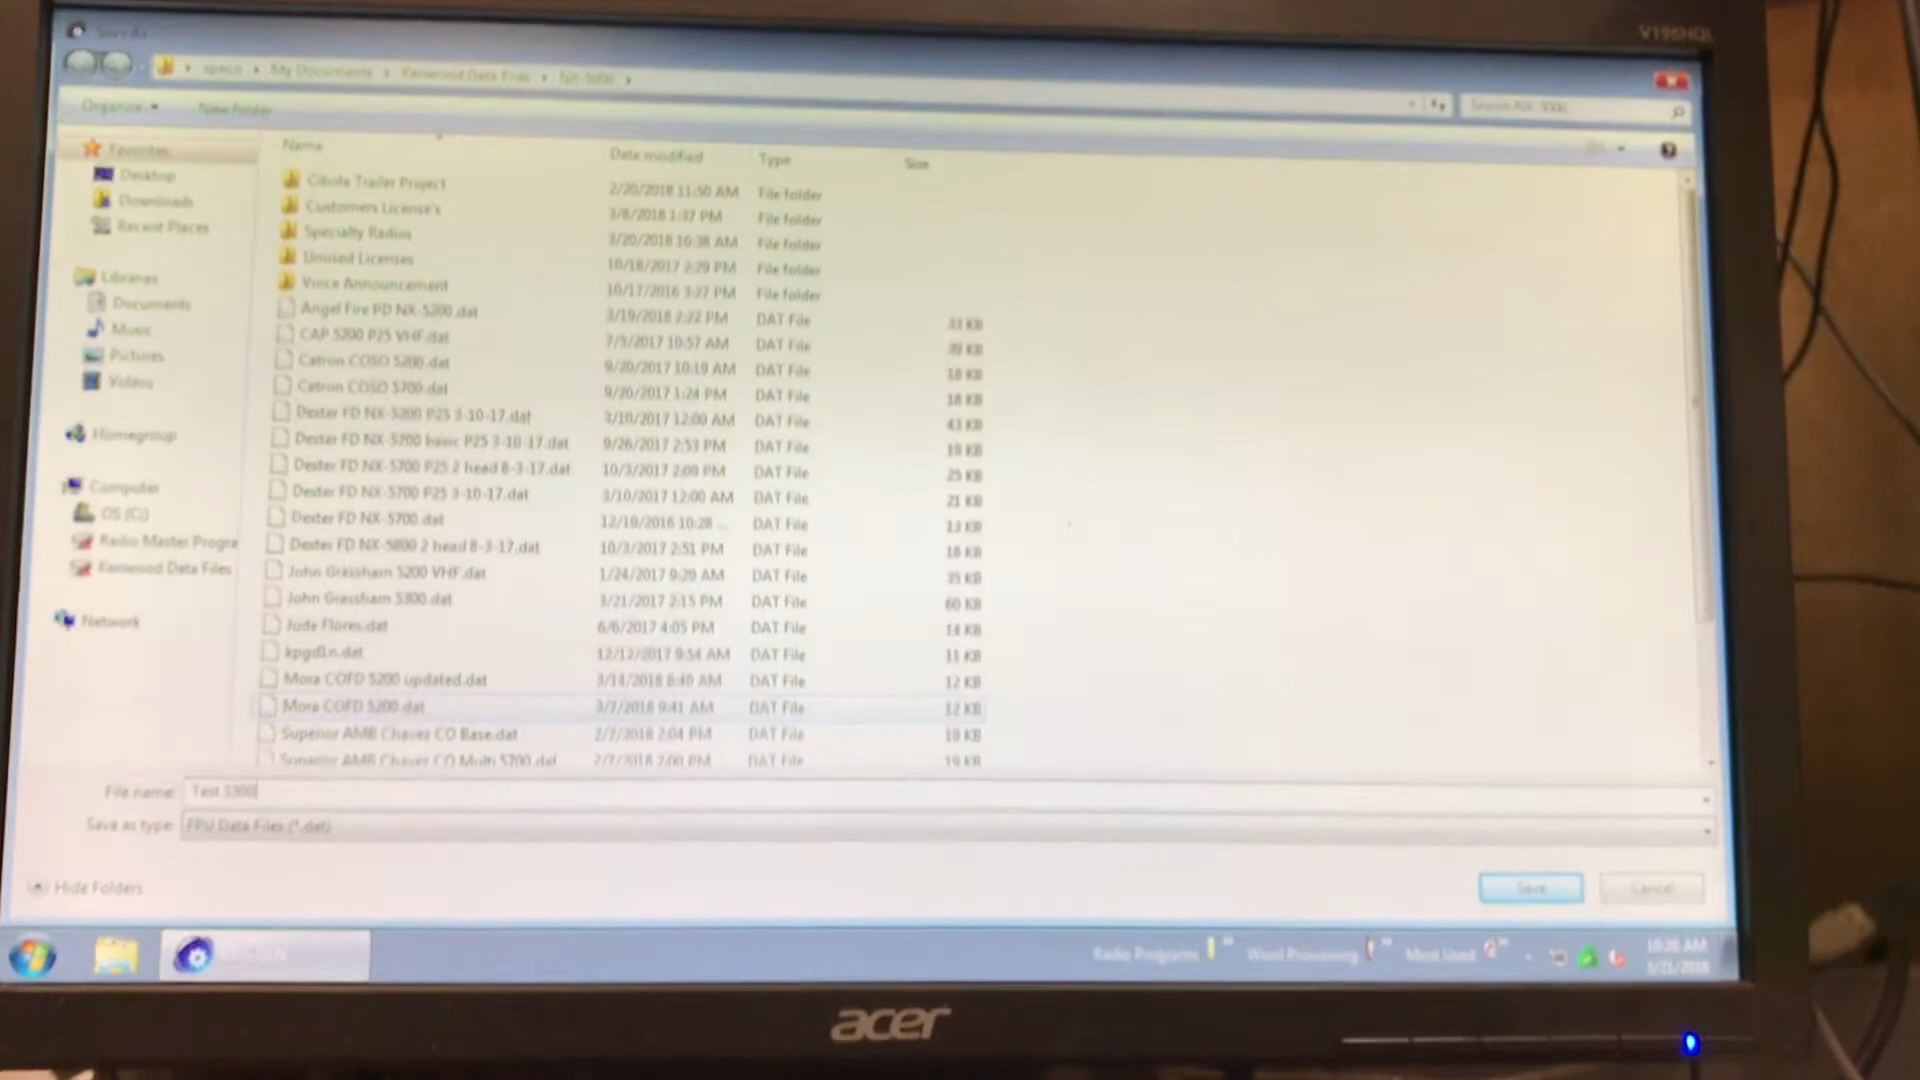 V196HQL
Save As
My Documents Kenwood Data Files NX-5000
Organize New folder
Name Date modified Type Size
Favorites
Desktop
Downloads
Recent Places
Libraries
Documents
Music
Pictures
Videos
Homegroup
Computer
OS (C:)
Radio Master Progra
Kenwood Data Files
Network
Cibola Trailer Project 2/20/2018 11:50 AM File folder
Customers License's 3/8/2018 1:37 PM File folder
Specialty Radios 3/20/2018 10:38 AM File folder
Unused Licenses 10/18/2017 2:29 PM File folder
Voice Announcement 10/17/2016 3:27 PM File folder
Angel Fire PD NX-5200.dat 3/19/2018 2:22 PM DAT File 33 KB
CAP 5200 P25 VHF.dat 7/5/2017 10:57 AM DAT File KB
Catron COSO 5200.dat 9/20/2017 10:19 AM DAT File 18 KB
Catron COSO 5700.dat 9/20/2017 1:24 PM DAT File 18 KB
Dexter FD NX-5200 P25 3-10-17.dat 3/10/2017 12:00 AM DAT File 43 KB
Dexter FD NX-5700 basic P25 3-10-17.dat 9/26/2017 2:53 PM DAT File 19 KB
Dexter FD NX-5700 P25 2 head 8-3-17.dat 10/3/2017 2:09 PM DAT File 25 KB
Dexter FD NX-5700 P25 3-10-17.dat 3/10/2017 12:00 AM DAT File 21 KB
Dexter FD NX-5700.dat 12/19/2016 10:28 ... DAT File 13 KB
Dexter FD NX-5800 2 head 8-3-17.dat 10/3/2017 2:51 PM DAT File 18 KB
John Grassham 5200 VHF.dat 1/24/2017 9:29 AM DAT File 35 KB
John Grassham 5300.dat 3/21/2017 2:15 PM DAT File 60 KB
Jude Flores.dat 6/6/2017 4:05 PM DAT File 14 KB
kpgd1n.dat 12/12/2017 9:54 AM DAT File 11 KB
Mora COFD 5200 updated.dat 3/14/2018 8:40 AM DAT File 12 KB
Mora COFD 5200.dat 3/7/2018 9:41 AM DAT File 12 KB
Superior AMB Chavez CO Base.dat 2/7/2018 2:04 PM DAT File 19 KB
Superior AMB Chavez CO Multi 5700.dat 2/7/2018 2:00 PM DAT File 19 KB
File name: Test 3300
Save as type: FPU Data Files (*.dat)
Hide Folders
Save Cancel
Radio Programs Word Processing Most Used 10:26 AM
3/21/2018
acer